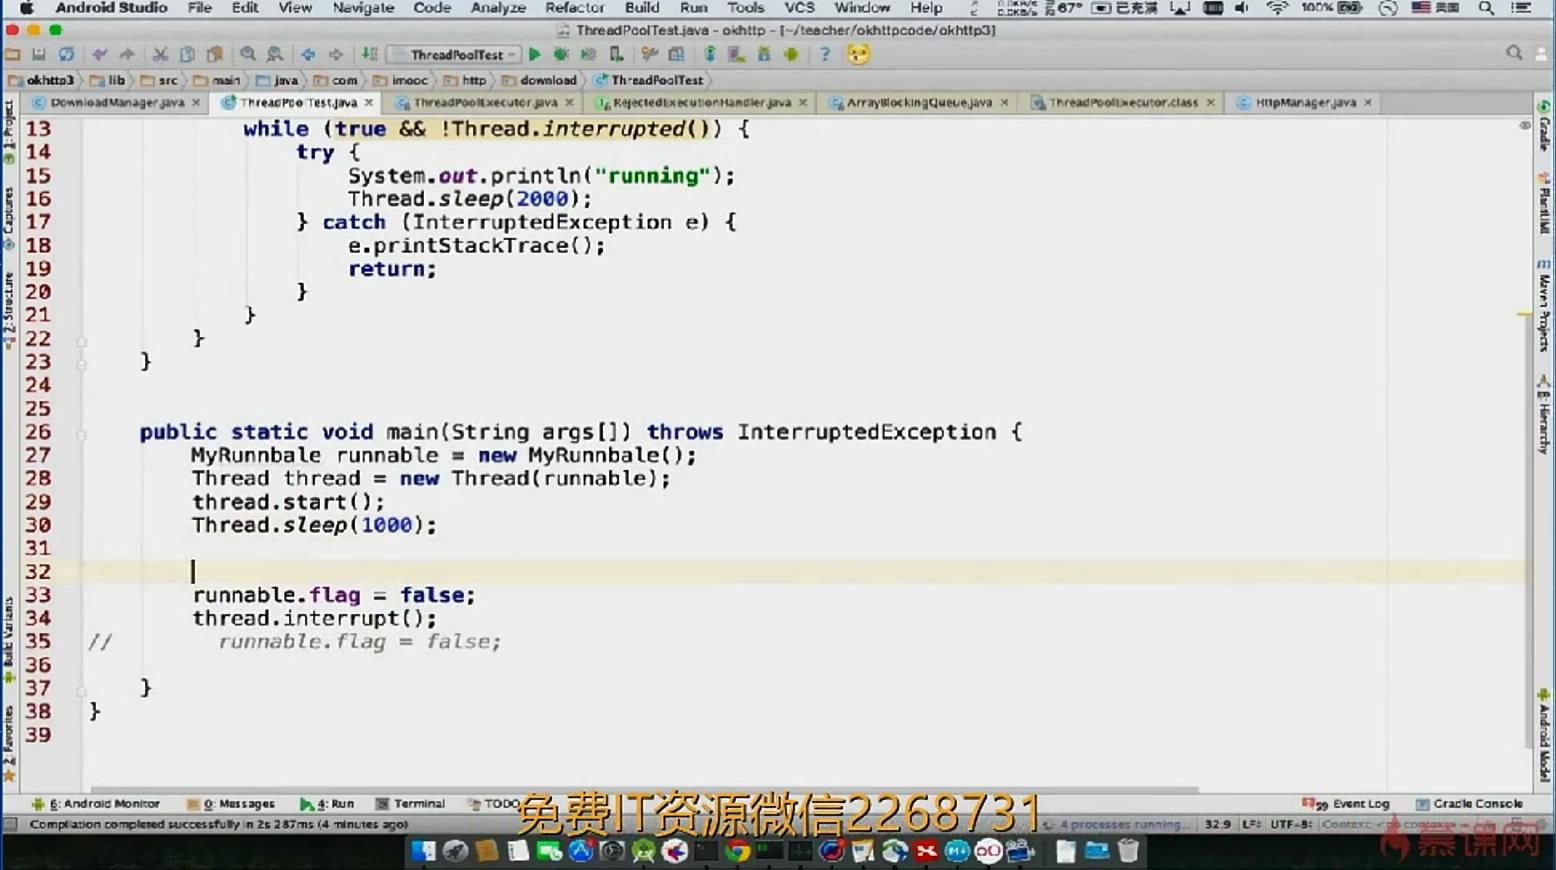 Android Studio File Edit View Navigate Code Analyze Refactor Build Run Tools VCS Window Help 67° 已充满 100% 美国
ThreadPoolTest.java - okhttp - [~/teacher/okhttpcode/okhttp3]
ThreadPoolTest
okhttp3 lib src main java com imooc http download ThreadPoolTest
DownloadManager.java ThreadPoolTest.java ThreadPoolExecutor.java RejectedExecutionHandler.java ArrayBlockingQueue.java ThreadPoolExecutor.class HttpManager.java
13 while (true && !Thread.interrupted()) {
14 try {
15 System.out.println("running");
16 Thread.sleep(2000);
17 } catch (InterruptedException e) {
18 e.printStackTrace();
19 return;
20 }
21 }
22 }
23 }
24
25
26 public static void main(String args[]) throws InterruptedException {
27 MyRunnbale runnable = new MyRunnbale();
28 Thread thread = new Thread(runnable);
29 thread.start();
30 Thread.sleep(1000);
31
32
33 runnable.flag = false;
34 thread.interrupt();
35 // runnable.flag = false;
36
37 }
38 }
39
1: Project
Captures
7: Structure
Build Variants
2: Favorites
Gradle
PlantUML
Maven Projects
8: Hierarchy
Android Model
6: Android Monitor 0: Messages 4: Run Terminal TODO Event Log Gradle Console
免费IT资源微信2268731
Compilation completed successfully in 2s 287ms (4 minutes ago) 4 processes running... 32:9 LF÷ UTF-8÷
慕课网